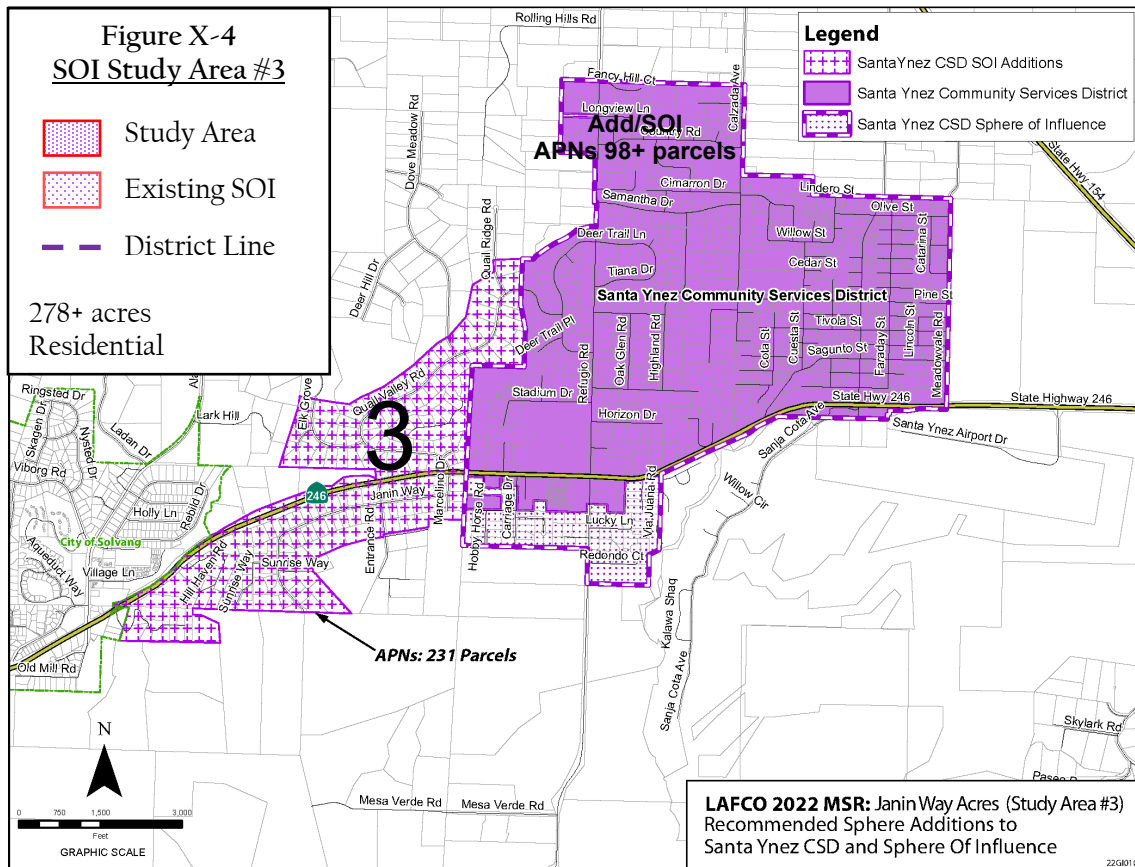 Figure X-4
SOI Study Area #3
Study Area
Existing SOI
District Line
278+ acres
Residential
Legend
SantaYnez CSD SOI Additions
Santa Ynez Community Services District
Santa Ynez CSD Sphere of Influence
Rolling Hills Rd
Fancy Hill Ct
Calzada Ave
Longview Ln
Country Rd
Add/SOI
APNs 98+ parcels
State Hwy 154
Dove Meadow Rd
Cimarron Dr
Lindero St
Samantha Dr
Olive St
Quail Ridge Rd
Deer Trail Ln
Willow St
Catarina St
Deer Hill Dr
Tiana Dr
Cedar St
Santa Ynez Community Services District
Pine St
Deer Trail Pl
Oak Glen Rd
Highland Rd
Cola St
Cuesta St
Tivola St
Sagunto St
Faraday St
Lincoln St
Meadowvale Rd
Refugio Rd
Quail Valley Rd
Elk Grove
Stadium Dr
Horizon Dr
State Hwy 246
State Highway 246
Santa Ynez Airport Dr
Sanja Cota Ave
3
Ringsted Dr
Skagen Dr
Nysted Dr
Ladan Dr
Lark Hill
Ala
Viborg Rd
Holly Ln
Rebild Dr
City of Solvang
Aqueduct Way
Village Ln
Old Mill Rd
246
Janin Way
Marcelino Dr
Entrance Rd
Hill Haven Rd
Sunrise Way
Sunrise Way
Hobby Horse Rd
Carriage Dr
Lucky Ln
Via Juana Rd
Redondo Ct
Willow Cir
Kalawa Shaq
Sanja Cota Ave
APNs: 231 Parcels
N
0 750 1,500 3,000
Feet
GRAPHIC SCALE
Mesa Verde Rd
Mesa Verde Rd
Skylark Rd
LAFCO 2022 MSR: Janin Way Acres (Study Area #3)
Recommended Sphere Additions to
Santa Ynez CSD and Sphere Of Influence